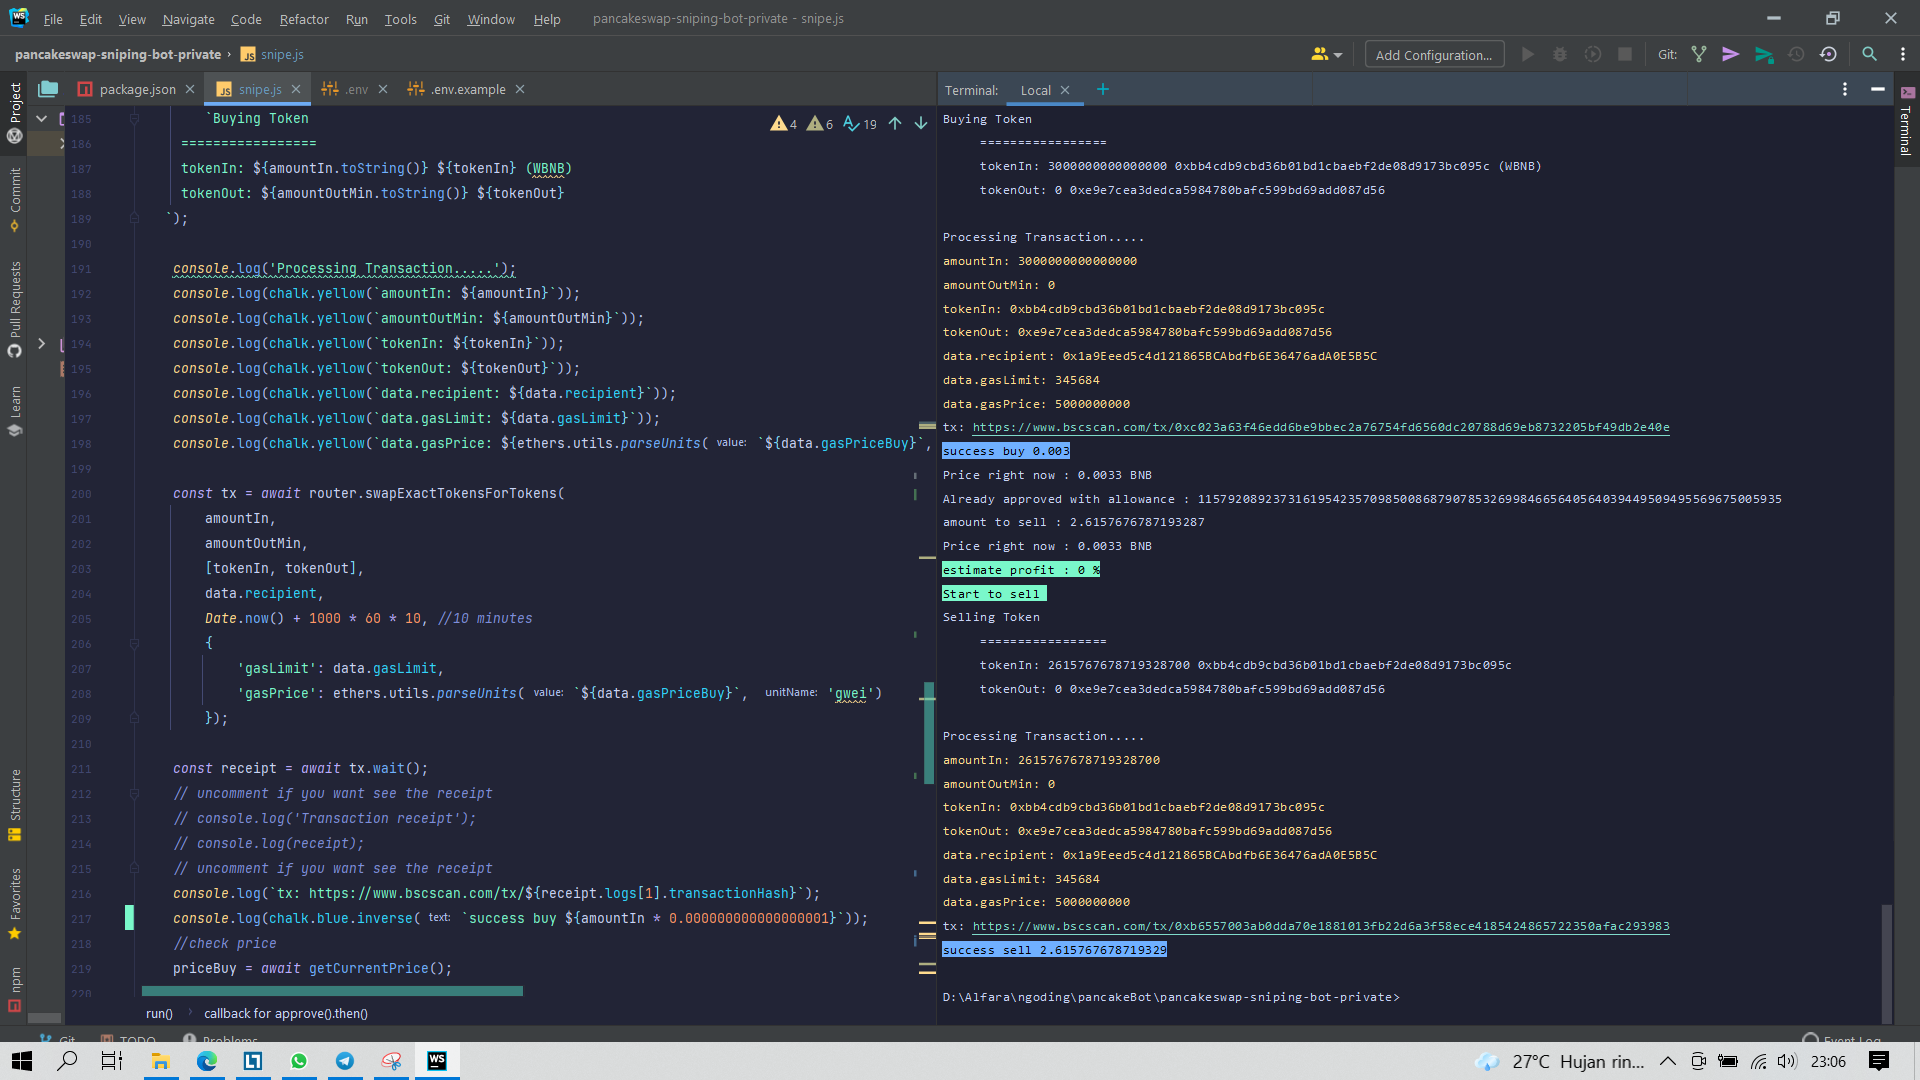 File Edit View Navigate Code Refactor Run Tools Git Window Help pancakeswap-sniping-bot-private - snipe.js
pancakeswap-sniping-bot-private snipe.js
Add Configuration...
Git:
package.json
snipe.js
.env
.env.example
Terminal: Local
Project
Commit
Pull Requests
Learn
Structure
Favorites
npm
Terminal
4 6 19
185 `Buying Token
186 =================
187 tokenIn: ${amountIn.toString()} ${tokenIn} (WBNB)
188 tokenOut: ${amountOutMin.toString()} ${tokenOut}
189 `);
190
191 console.log('Processing Transaction.....');
192 console.log(chalk.yellow(`amountIn: ${amountIn}`));
193 console.log(chalk.yellow(`amountOutMin: ${amountOutMin}`));
194 console.log(chalk.yellow(`tokenIn: ${tokenIn}`));
195 console.log(chalk.yellow(`tokenOut: ${tokenOut}`));
196 console.log(chalk.yellow(`data.recipient: ${data.recipient}`));
197 console.log(chalk.yellow(`data.gasLimit: ${data.gasLimit}`));
198 console.log(chalk.yellow(`data.gasPrice: ${ethers.utils.parseUnits( value: `${data.gasPriceBuy}`,
199
200 const tx = await router.swapExactTokensForTokens(
201 amountIn,
202 amountOutMin,
203 [tokenIn, tokenOut],
204 data.recipient,
205 Date.now() + 1000 * 60 * 10, //10 minutes
206 {
207 'gasLimit': data.gasLimit,
208 'gasPrice': ethers.utils.parseUnits( value: `${data.gasPriceBuy}`, unitName: 'gwei')
209 });
210
211 const receipt = await tx.wait();
212 // uncomment if you want see the receipt
213 // console.log('Transaction receipt');
214 // console.log(receipt);
215 // uncomment if you want see the receipt
216 console.log(`tx: https://www.bscscan.com/tx/${receipt.logs[1].transactionHash}`);
217 console.log(chalk.blue.inverse( text: `success buy ${amountIn * 0.000000000000000001}`));
218 //check price
219 priceBuy = await getCurrentPrice();
220
run() callback for approve().then()
Buying Token
=================
tokenIn: 3000000000000000 0xbb4cdb9cbd36b01bd1cbaebf2de08d9173bc095c (WBNB)
tokenOut: 0 0xe9e7cea3dedca5984780bafc599bd69add087d56
Processing Transaction.....
amountIn: 3000000000000000
amountOutMin: 0
tokenIn: 0xbb4cdb9cbd36b01bd1cbaebf2de08d9173bc095c
tokenOut: 0xe9e7cea3dedca5984780bafc599bd69add087d56
data.recipient: 0x1a9Eeed5c4d121865BCAbdfb6E36476adA0E5B5C
data.gasLimit: 345684
data.gasPrice: 5000000000
tx: https://www.bscscan.com/tx/0xc023a63f46edd6be9bbec2a76754fd6560dc20788d69eb8732205bf49db2e40e
success buy 0.003
Price right now : 0.0033 BNB
Already approved with allowance : 115792089237316195423570985008687907853269984665640564039449509495569675005935
amount to sell : 2.6157676787193287
Price right now : 0.0033 BNB
estimate profit : 0 %
Start to sell
Selling Token
=================
tokenIn: 2615767678719328700 0xbb4cdb9cbd36b01bd1cbaebf2de08d9173bc095c
tokenOut: 0 0xe9e7cea3dedca5984780bafc599bd69add087d56
Processing Transaction.....
amountIn: 2615767678719328700
amountOutMin: 0
tokenIn: 0xbb4cdb9cbd36b01bd1cbaebf2de08d9173bc095c
tokenOut: 0xe9e7cea3dedca5984780bafc599bd69add087d56
data.recipient: 0x1a9Eeed5c4d121865BCAbdfb6E36476adA0E5B5C
data.gasLimit: 345684
data.gasPrice: 5000000000
tx: https://www.bscscan.com/tx/0xb6557003ab0dda70e1881013fb22d6a3f58ece4185424865722350afac293983
success sell 2.615767678719329
D:\Alfara\ngoding\pancakeBot\pancakeswap-sniping-bot-private>
Git TODO Problems Event Log
27°C Hujan rin... 23:06